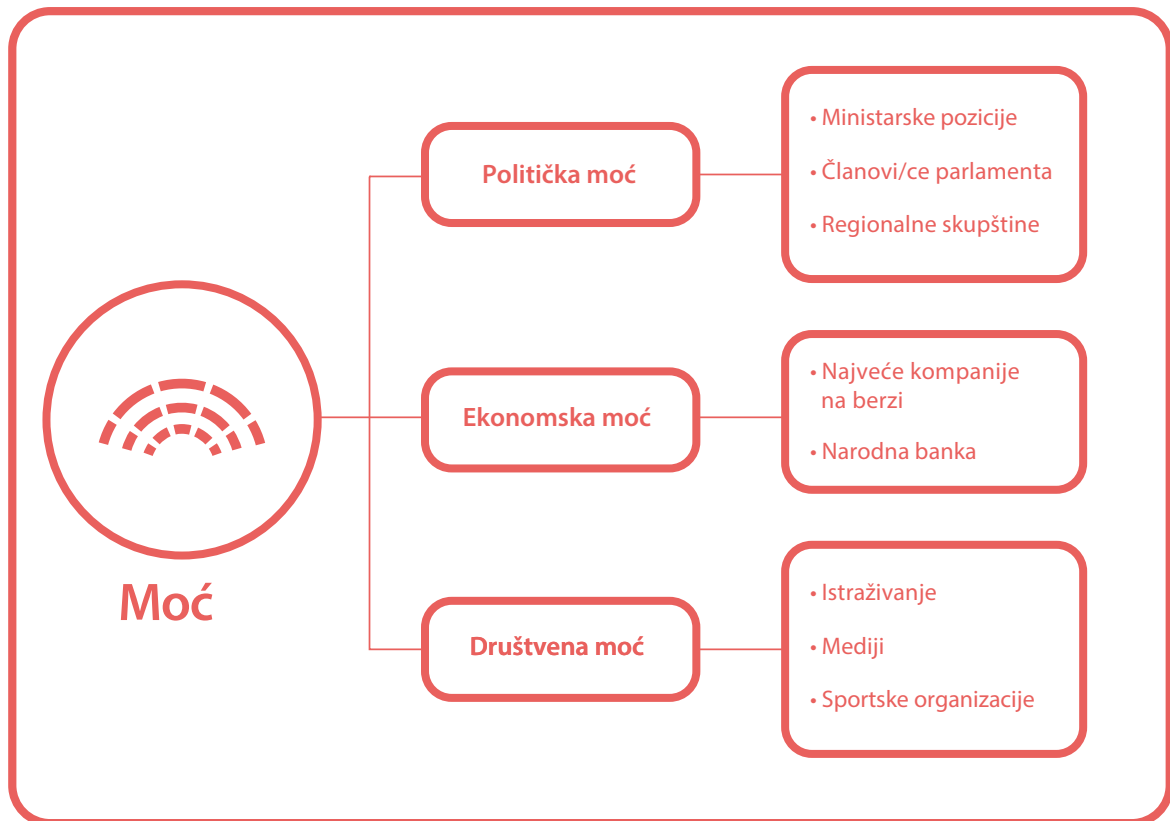 Moć
Politička moć
• Ministarske pozicije
• Članovi/ce parlamenta
• Regionalne skupštine
Ekonomska moć
• Najveće kompanije
na berzi
• Narodna banka
Društvena moć
• Istraživanje
• Mediji
• Sportske organizacije